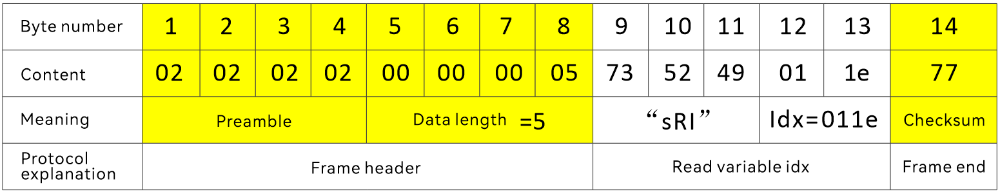 Byte number 1 2 3 4 5 6 7 8 9 10 11 12 13 14
Content 02 02 02 02 00 00 00 05 73 52 49 01 1e 77
Meaning Preamble Data length =5 “sRI” Idx=011e Checksum
Protocol
explanation Frame header Read variable idx Frame end